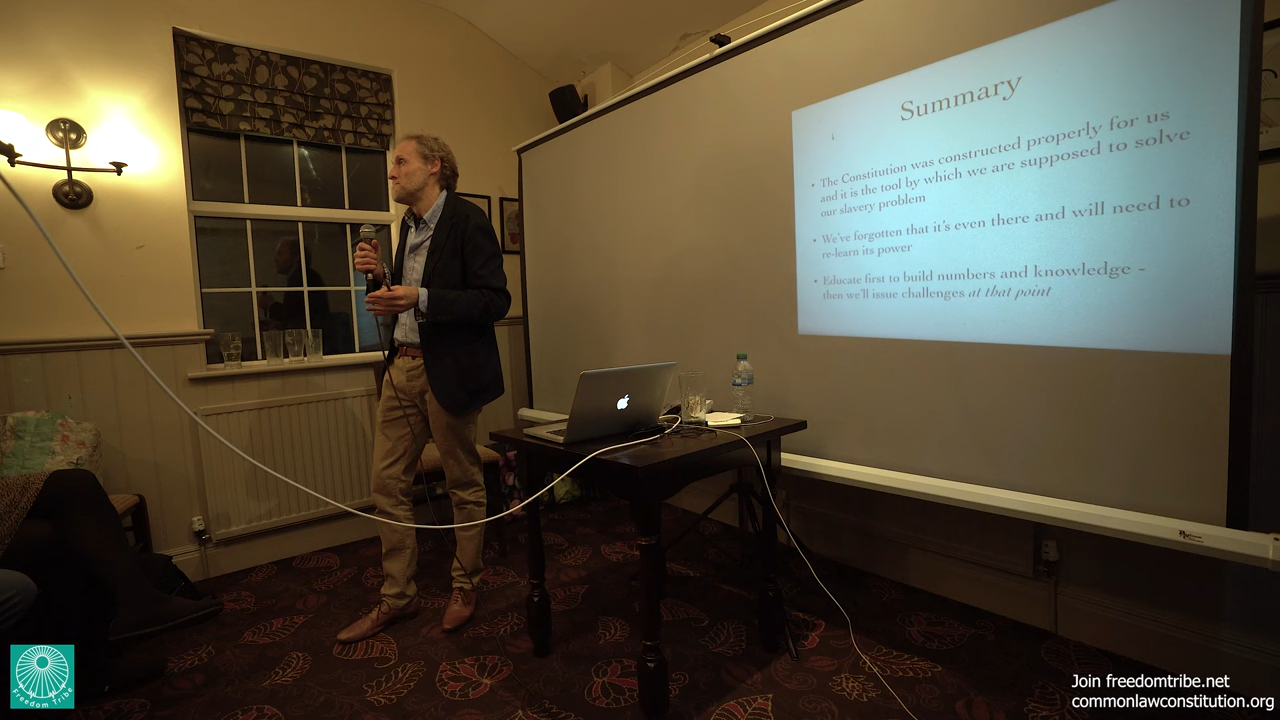 Summary
• The Constitution was constructed properly for us
and it is the tool by which we are supposed to solve
our slavery problem
• We've forgotten that it's even there and will need to
re-learn its power
• Educate first to build numbers and knowledge -
then we'll issue challenges at that point
Freedom Tribe
Join freedomtribe.net
commonlawconstitution.org